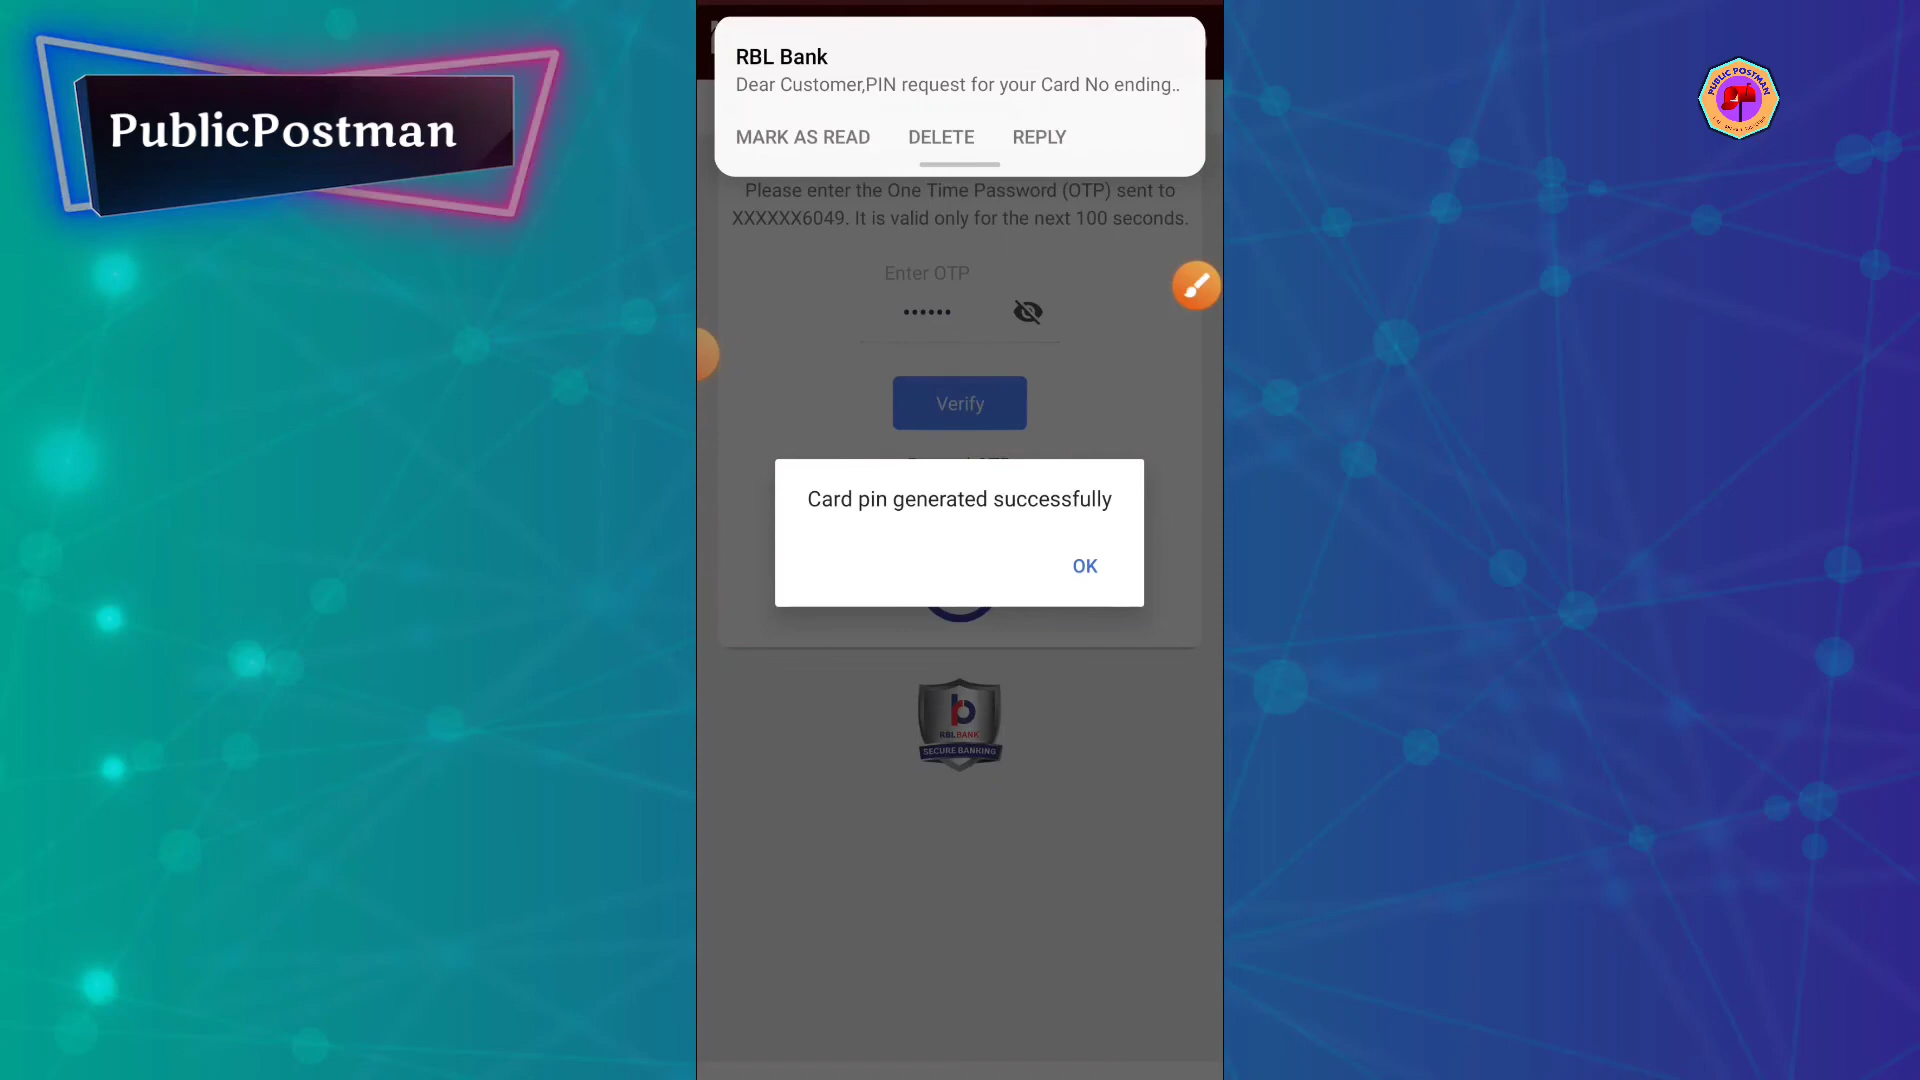 PublicPostman
RBL Bank
Dear Customer,PIN request for your Card No ending..
MARK AS READ DELETE REPLY
Please enter the One Time Password (OTP) sent to
XXXXXX6049. It is valid only for the next 100 seconds.
Enter OTP
Verify
Card pin generated successfully
OK
RBLBANK
SECURE BANKING
PUBLIC POSTMAN